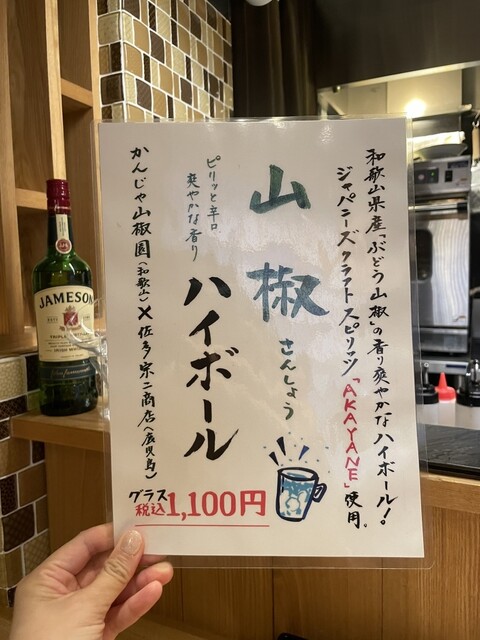 和歌山県産「ぶどう山椒」の香り爽やかなハイボール!
ジャパニーズクラフトスピリッツ「AKAYANE」使用。
山椒
さんしょう
ハイボール
ピリッと辛口
爽やかな香り
かんじゃ山椒園(和歌山)×佐多宗二商店(鹿児島)
グラス
税込1,100円
JAMESON